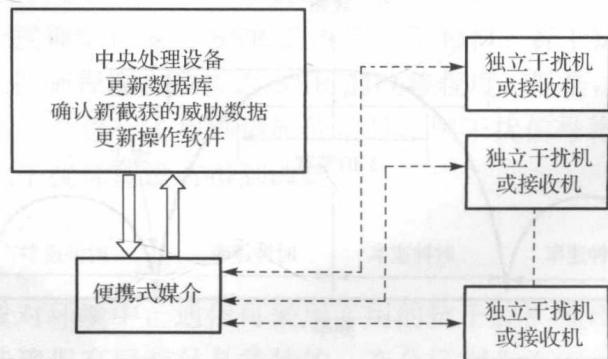 中央处理设备
更新数据库
确认新截获的威胁数据
更新操作软件
独立干扰机
或接收机
独立干扰机
或接收机
便携式媒介
独立干扰机
或接收机